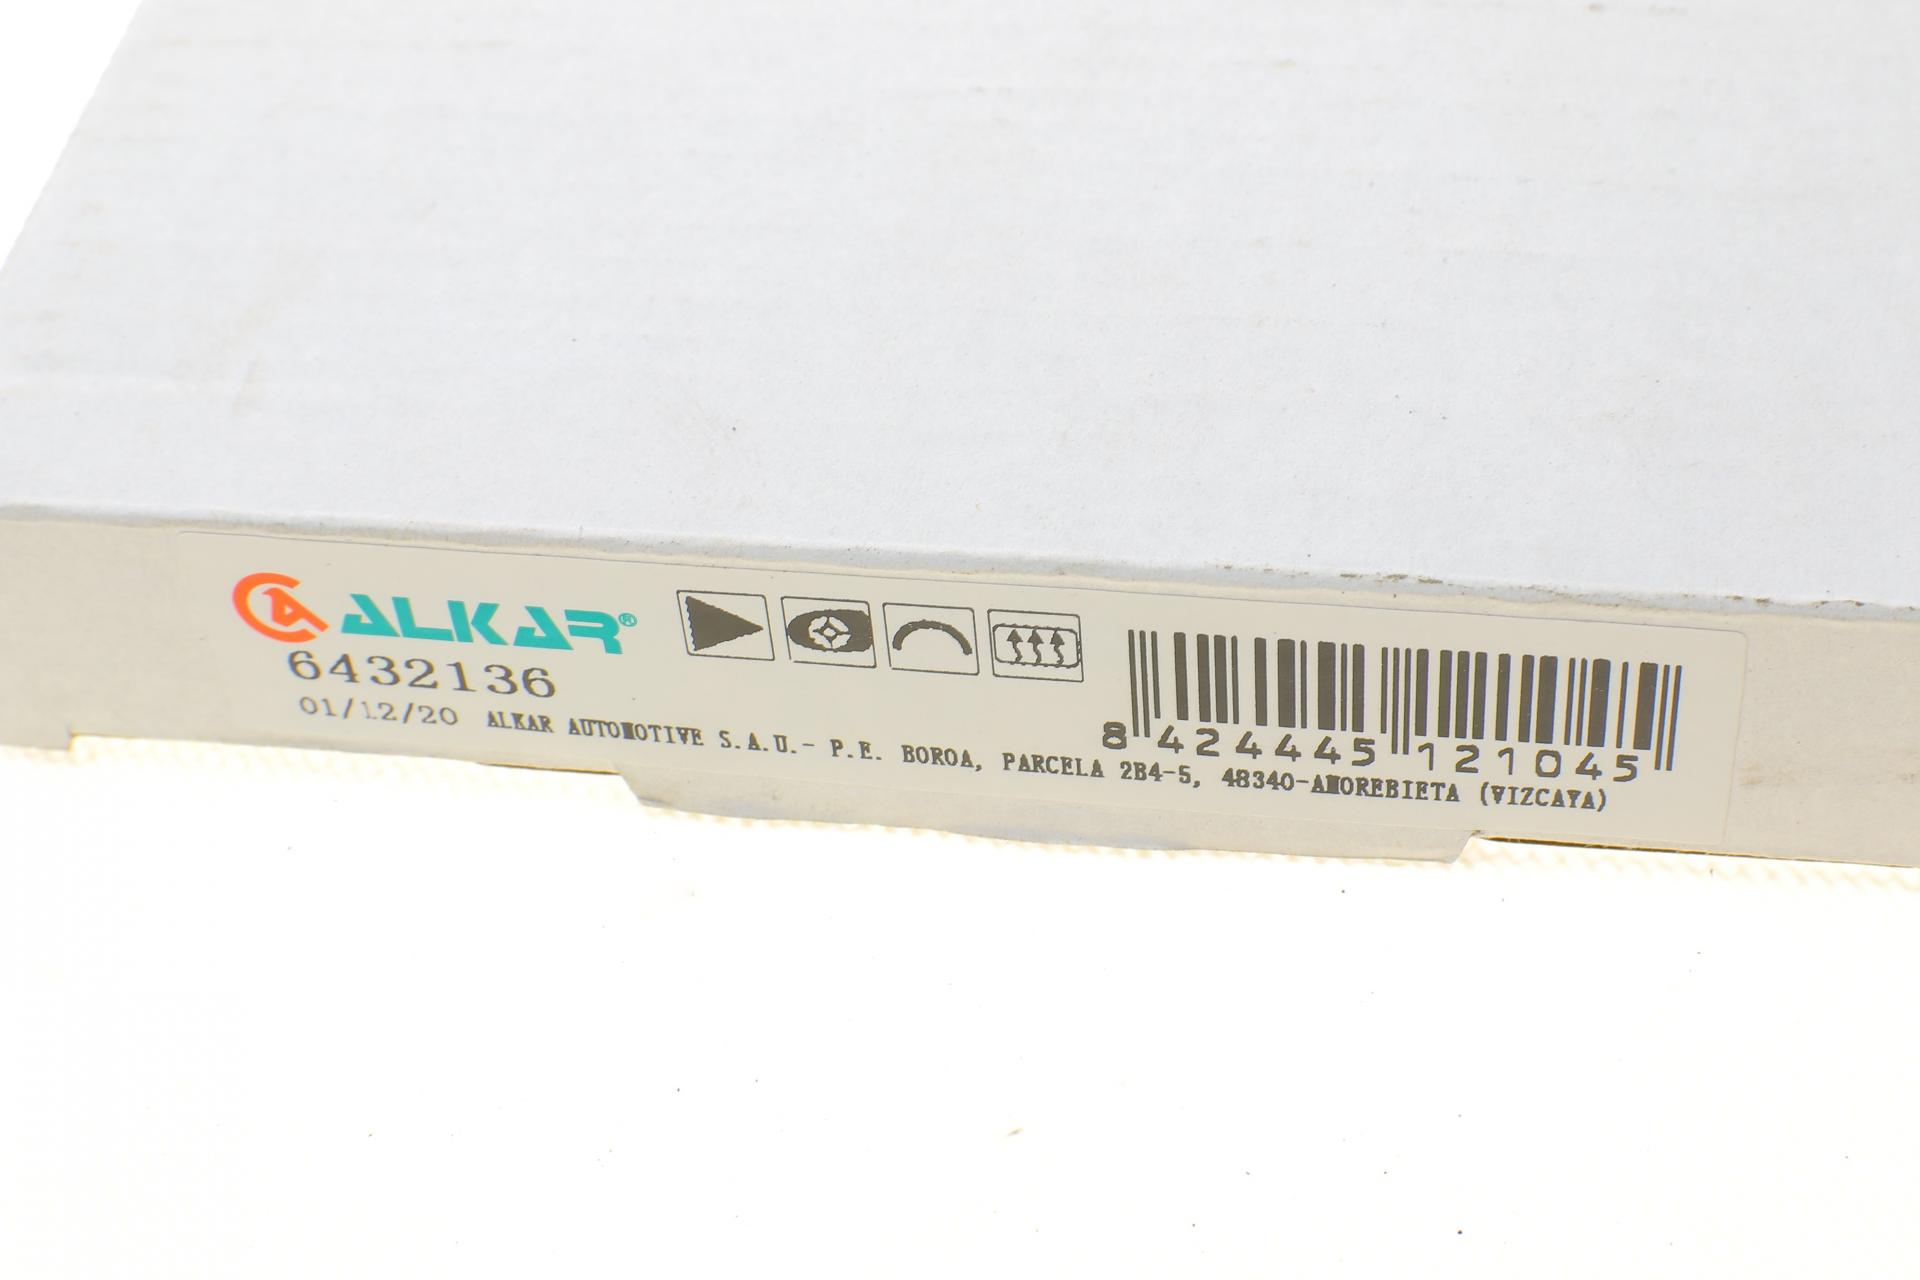 ALKAR®
6432136
01/12/20 ALKAR AUTOMOTIVE S.A.U.- P.E. BOROA, PARCELA 2B4-5, 48340-AMOREBIETA (VIZCAYA)
8 424445 121045